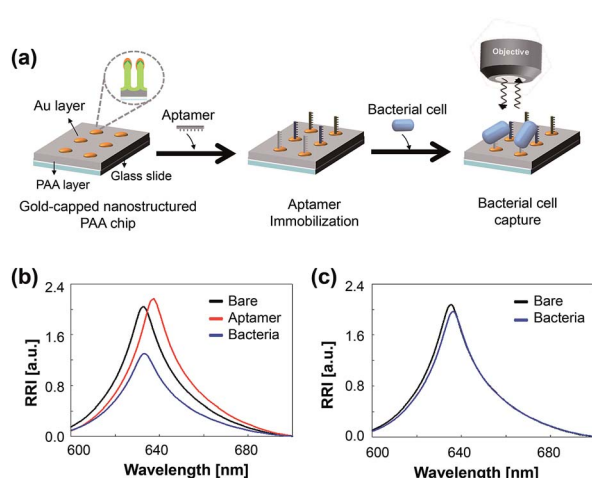 (a)
Objective
Au layer
Aptamer
Bacterial cell
PAA layer
Glass slide
Gold-capped nanostructured
PAA chip
Aptamer
Immobilization
Bacterial cell
capture
(b)
2.4
1.6
0.8
0.0
RRI [a.u.]
Bare
Aptamer
Bacteria
600
640
680
Wavelength [nm]
(c)
2.4
1.6
0.8
0.0
RRI [a.u.]
Bare
Bacteria
600
640
680
Wavelength [nm]